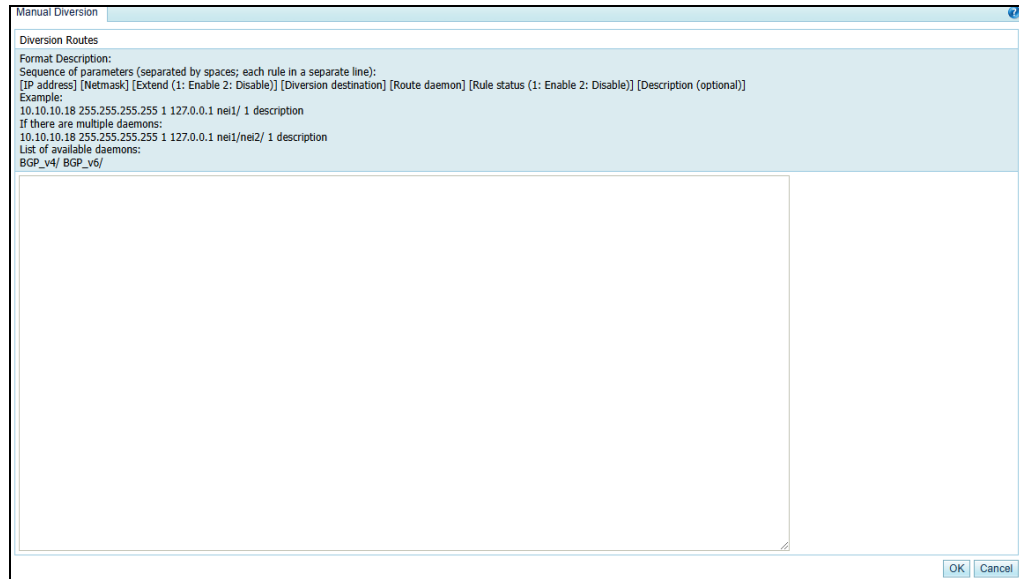 Manual Diversion
?
Diversion Routes
Format Description:
Sequence of parameters (separated by spaces; each rule in a separate line):
[IP address] [Netmask] [Extend (1: Enable 2: Disable)] [Diversion destination] [Route daemon] [Rule status (1: Enable 2: Disable)] [Description (optional)]
Example:
10.10.10.18 255.255.255.255 1 127.0.0.1 nei1/ 1 description
If there are multiple daemons:
10.10.10.18 255.255.255.255 1 127.0.0.1 nei1/nei2/ 1 description
List of available daemons:
BGP_v4/ BGP_v6/
OK Cancel